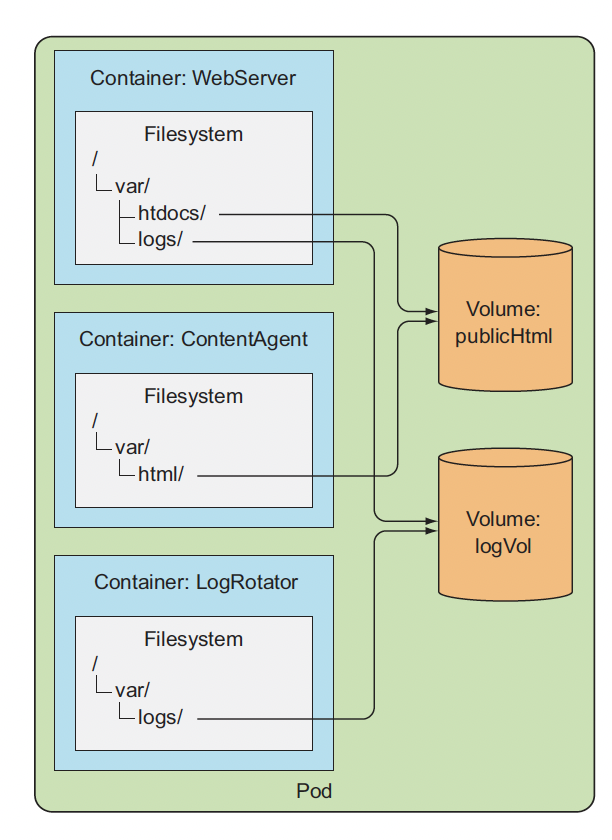 Container: WebServer
Filesystem
/
var/
htdocs/
logs/
Container: ContentAgent
Filesystem
/
var/
html/
Container: LogRotator
Filesystem
/
var/
logs/
Volume:
publicHtml
Volume:
logVol
Pod